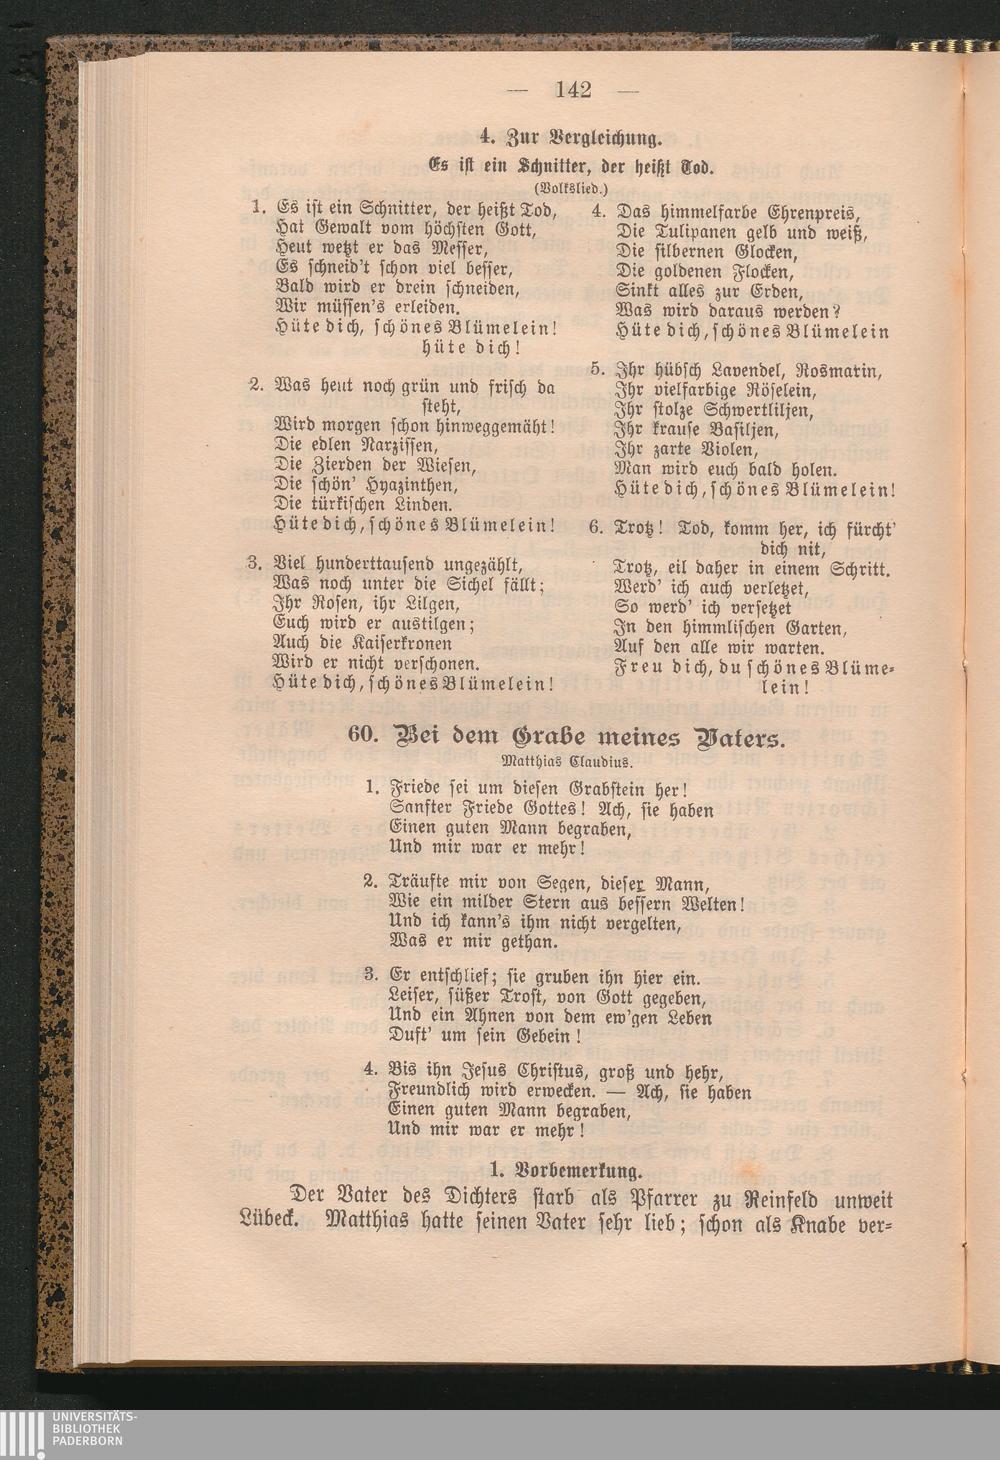 — 142 —
4. Zur Vergleichung.
Es ist ein Schnitter, der heißt Tod.
(Volkslied.)
1. Es ist ein Schnitter, der heißt Tod,
Hat Gewalt vom höchsten Gott,
Heut wetzt er das Messer,
Es schneid't schon viel besser,
Bald wird er drein schneiden,
Wir müssen's erleiden.
Hüte dich, schönes Blümelein!
hüte dich!
2. Was heut noch grün und frisch da
steht,
Wird morgen schon hinweggemäht!
Die edlen Narzissen,
Die Zierden der Wiesen,
Die schön' Hyazinthen,
Die türkischen Linden.
Hüte dich, schönes Blümelein!
3. Viel hunderttausend ungezählt,
Was noch unter die Sichel fällt;
Ihr Rosen, ihr Lilgen,
Euch wird er austilgen;
Auch die Kaiserkronen
Wird er nicht verschonen.
Hüte dich, schönes Blümelein!
4. Das himmelfarbe Ehrenpreis,
Die Tulipanen gelb und weiß,
Die silbernen Glocken,
Die goldenen Flocken,
Sinkt alles zur Erden,
Was wird daraus werden?
Hüte dich, schönes Blümelein
5. Ihr hübsch Lavendel, Rosmarin,
Ihr vielfarbige Röselein,
Ihr stolze Schwertliljen,
Ihr krause Basiljen,
Ihr zarte Violen,
Man wird euch bald holen.
Hüte dich, schönes Blümelein!
6. Trotz! Tod, komm her, ich fürcht'
dich nit,
Trotz, eil daher in einem Schritt.
Werd' ich auch verletzet,
So werd' ich versetzet
In den himmlischen Garten,
Auf den alle wir warten.
Freu dich, du schönes Blüme-
lein!
60. Bei dem Grabe meines Vaters.
Matthias Claudius.
1. Friede sei um diesen Grabstein her!
Sanfter Friede Gottes! Ach, sie haben
Einen guten Mann begraben,
Und mir war er mehr!
2. Träufte mir von Segen, dieser Mann,
Wie ein milder Stern aus bessern Welten!
Und ich kann's ihm nicht vergelten,
Was er mir gethan.
3. Er entschlief; sie gruben ihn hier ein.
Leiser, süßer Trost, von Gott gegeben,
Und ein Ahnen von dem ew'gen Leben
Duft' um sein Gebein!
4. Bis ihn Jesus Christus, groß und hehr,
Freundlich wird erwecken. — Ach, sie haben
Einen guten Mann begraben,
Und mir war er mehr!
1. Vorbemerkung.
Der Vater des Dichters starb als Pfarrer zu Reinfeld unweit
Lübeck. Matthias hatte seinen Vater sehr lieb; schon als Knabe ver-
UNIVERSITÄTS-
BIBLIOTHEK
PADERBORN